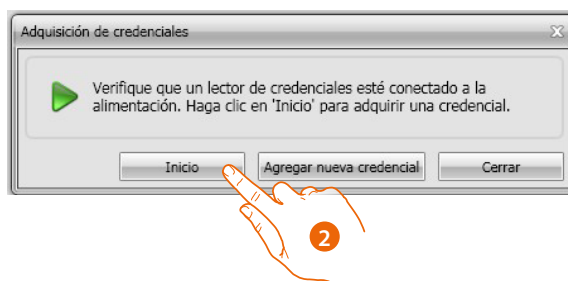 Adquisición de credenciales
Verifique que un lector de credenciales esté conectado a la
alimentación. Haga clic en 'Inicio' para adquirir una credencial.
Inicio Agregar nueva credencial Cerrar
2